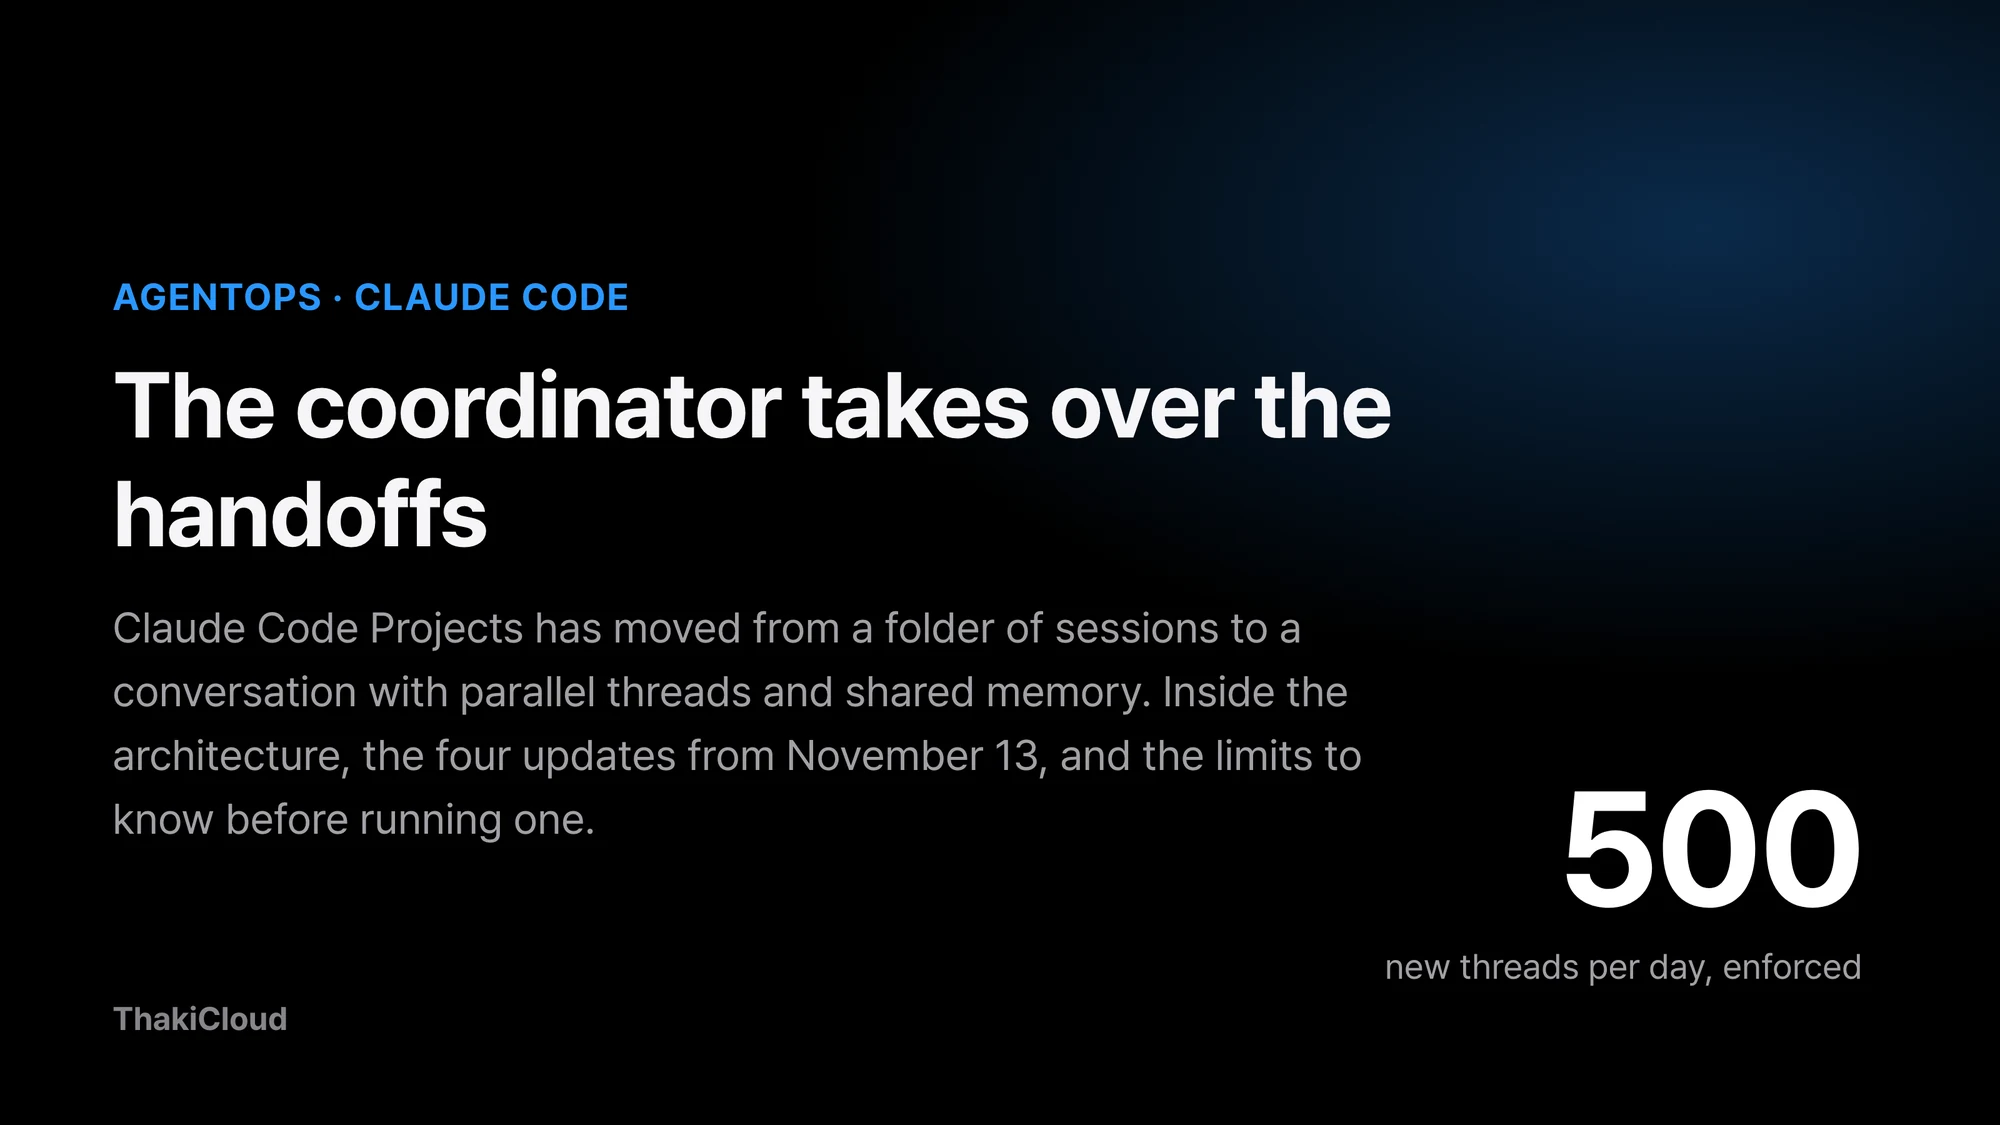 AGENTOPS · CLAUDE CODE
The coordinator takes over the
handoffs
Claude Code Projects has moved from a folder of sessions to a
conversation with parallel threads and shared memory. Inside the
architecture, the four updates from November 13, and the limits to
know before running one.
500
new threads per day, enforced
ThakiCloud